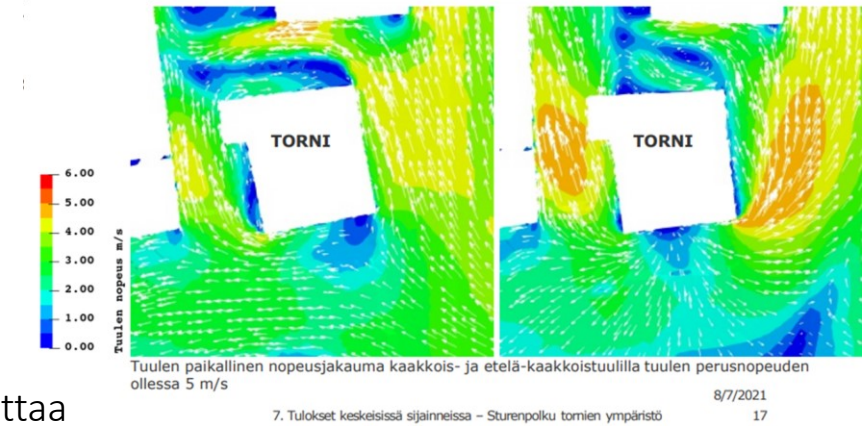 TORNI
TORNI
6.00
5.00
4.00
3.00
2.00
1.00
0.00
Tuulen nopeus m/s
Tuulen paikallinen nopeusjakauma kaakkois- ja etelä-kaakkoistuulilla tuulen perusnopeuden
ollessa 5 m/s
8/7/2021
ttaa
7. Tulokset keskeisissä sijainneissa – Sturenpolku tornien ympäristö
17